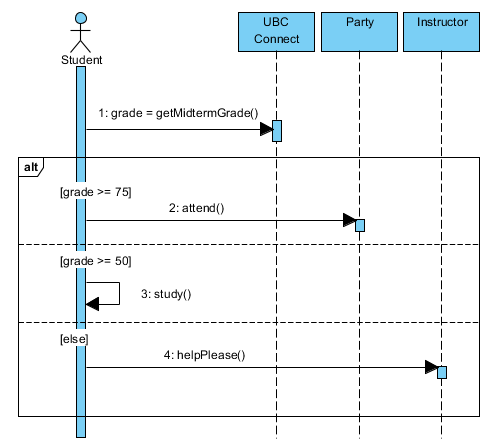 UBC
Connect
Party
Instructor
Student
1: grade = getMidtermGrade()
alt
[grade >= 75]
2: attend()
[grade >= 50]
3: study()
[else]
4: helpPlease()